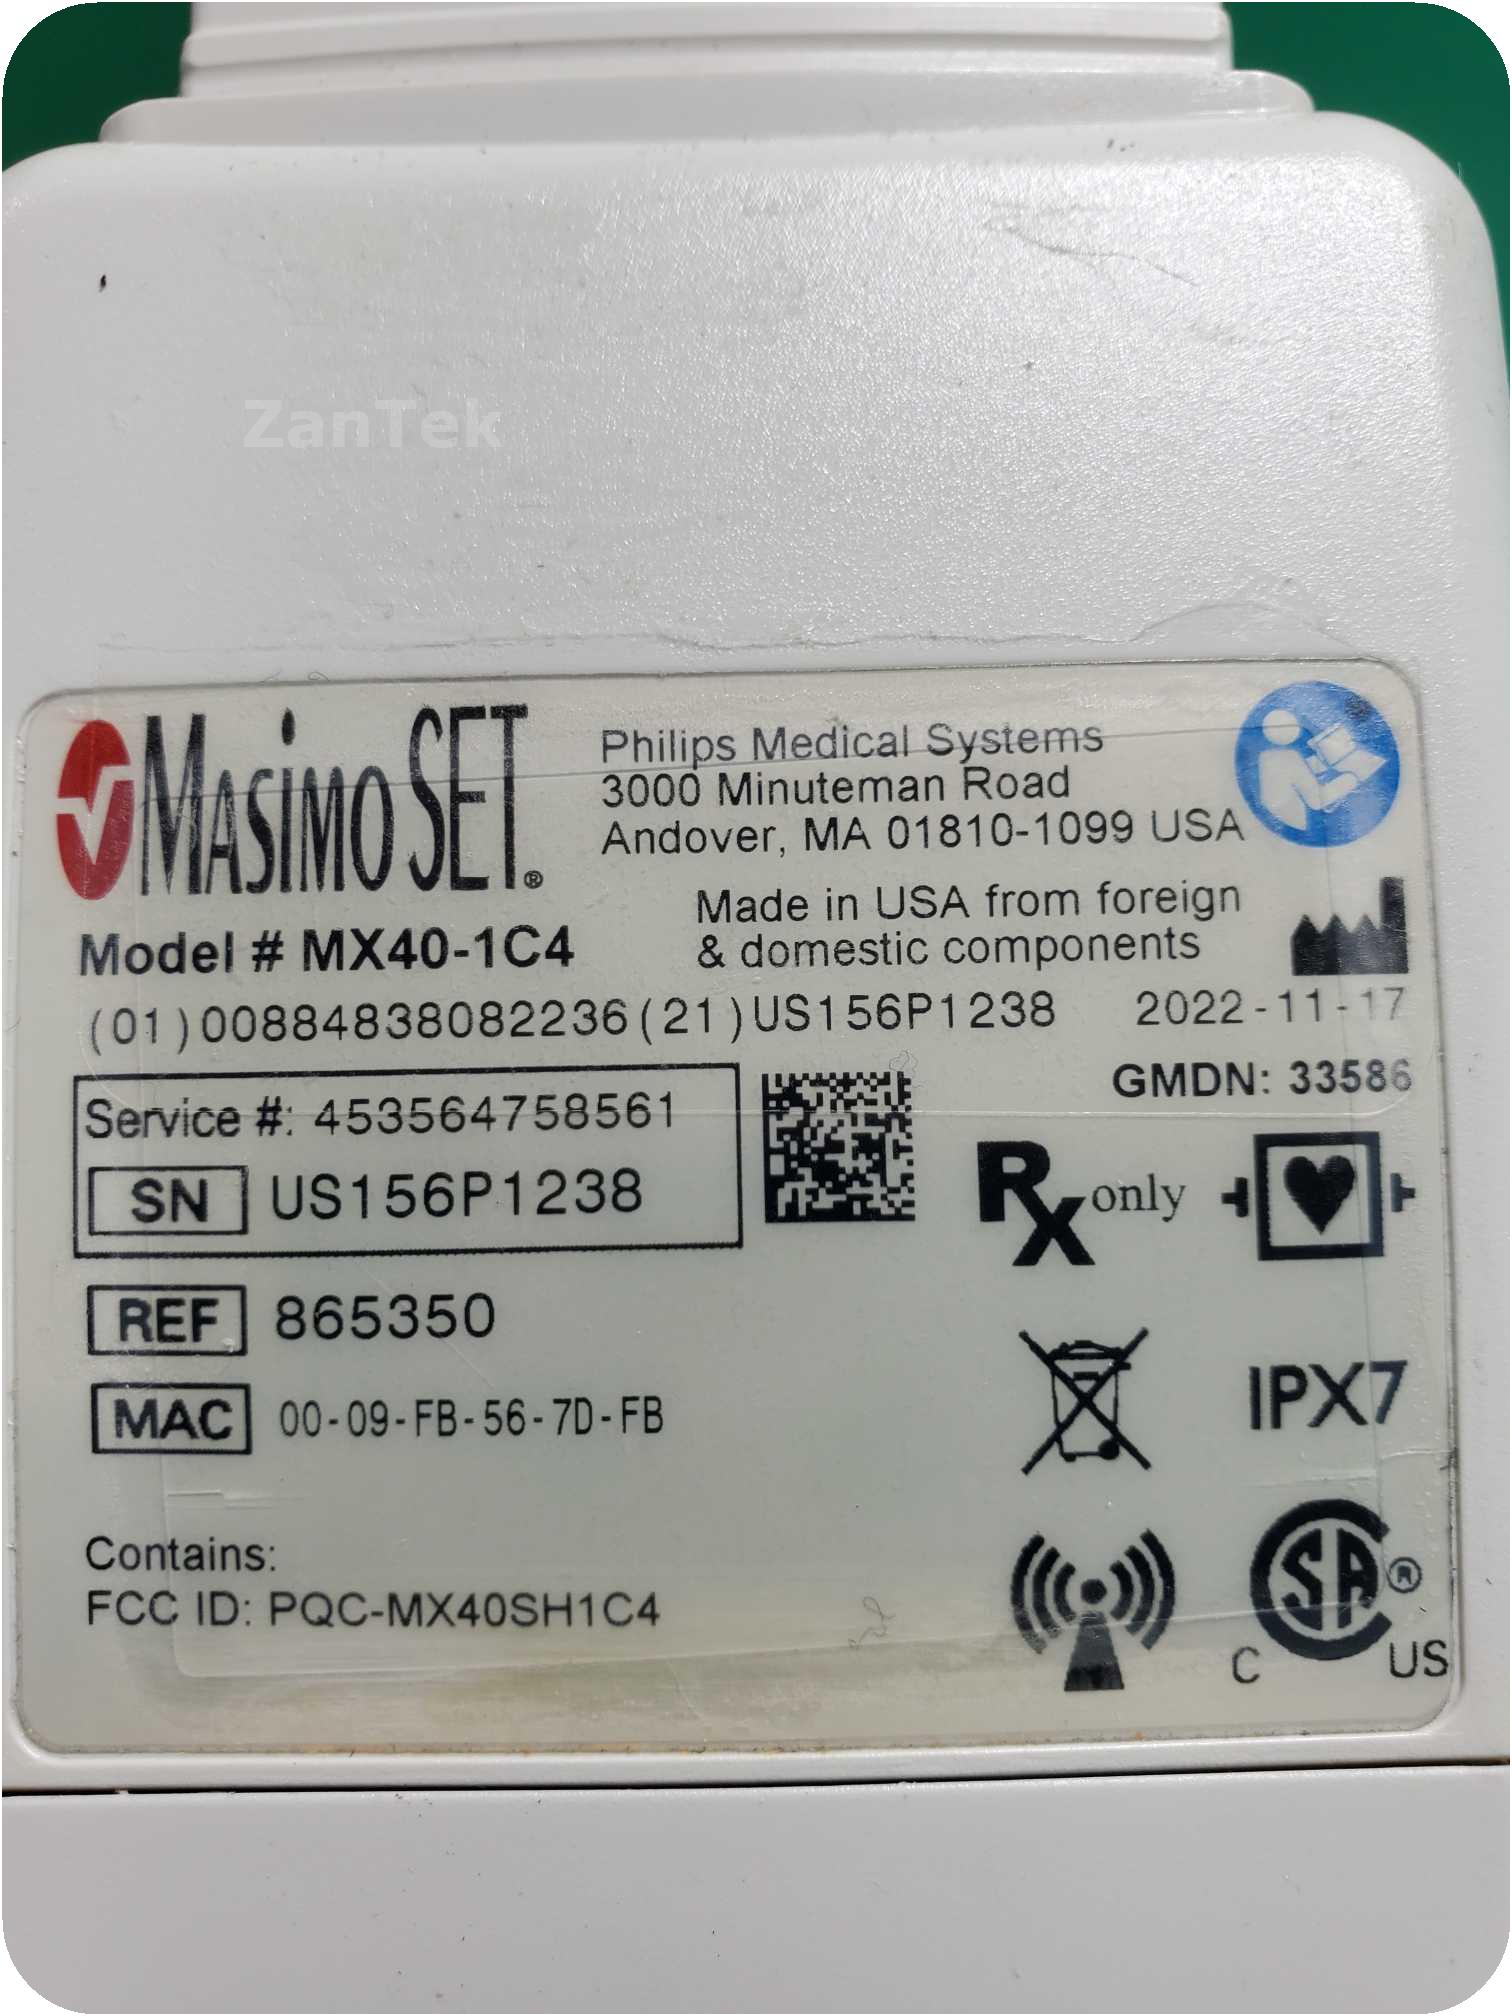 ZanTek
MASIMO SET®
Philips Medical Systems
3000 Minuteman Road
Andover, MA 01810-1099 USA
Made in USA from foreign
& domestic components
Model # MX40-1C4
(01)00884838082236(21)US156P1238 2022-11-17
GMDN: 33586
Service #: 453564758561
SN US156P1238
Rx only
REF 865350
IPX7
MAC 00-09-FB-56-7D-FB
Contains:
FCC ID: PQC-MX40SH1C4
C SA® US